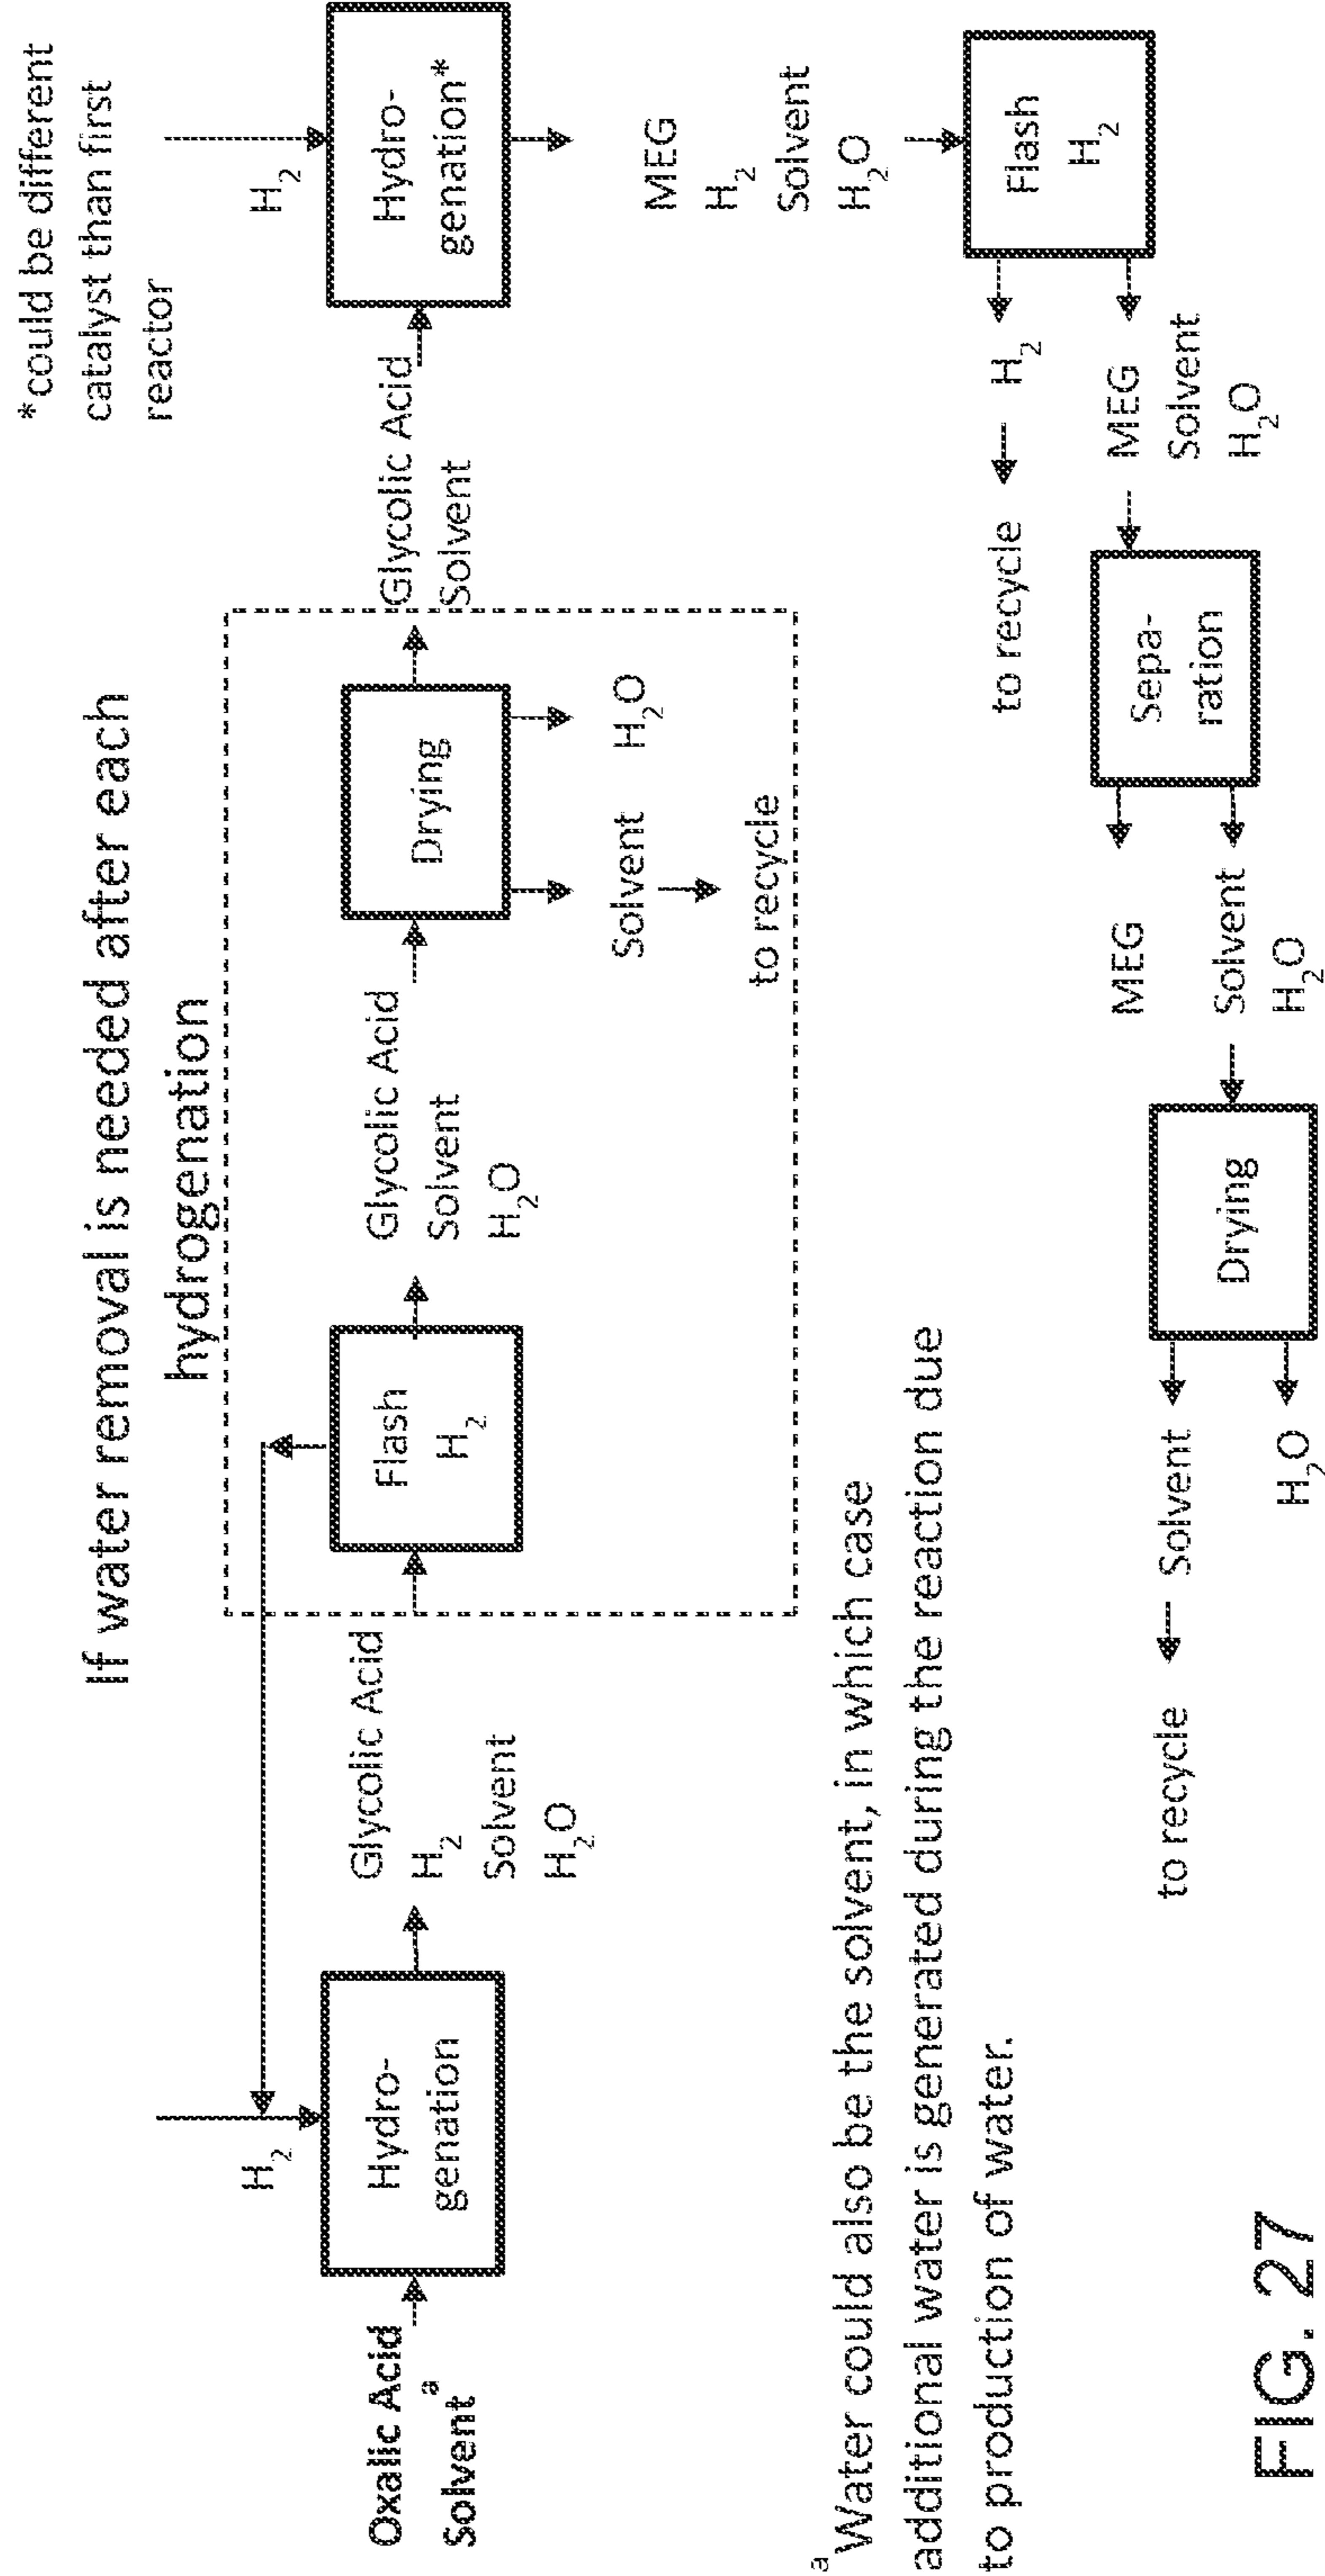 If water removal is needed after each
hydrogenation
*could be different
catalyst than first
reactor
H₂
Oxalic Acid
Solvent ᵃ
Hydro-
genation
Glycolic Acid
H₂
Solvent
H₂O
Flash
H₂
Glycolic Acid
Solvent
H₂O
Drying
Solvent
to recycle
H₂O
Glycolic Acid
Solvent
H₂
Hydro-
genation*
MEG
H₂
Solvent
H₂O
Flash
H₂
H₂
to recycle
MEG
Solvent
H₂O
Sepa-
ration
MEG
Solvent
H₂O
Drying
Solvent
to recycle
H₂O
ᵃ Water could also be the solvent, in which case
additional water is generated during the reaction due
to production of water.
FIG. 27